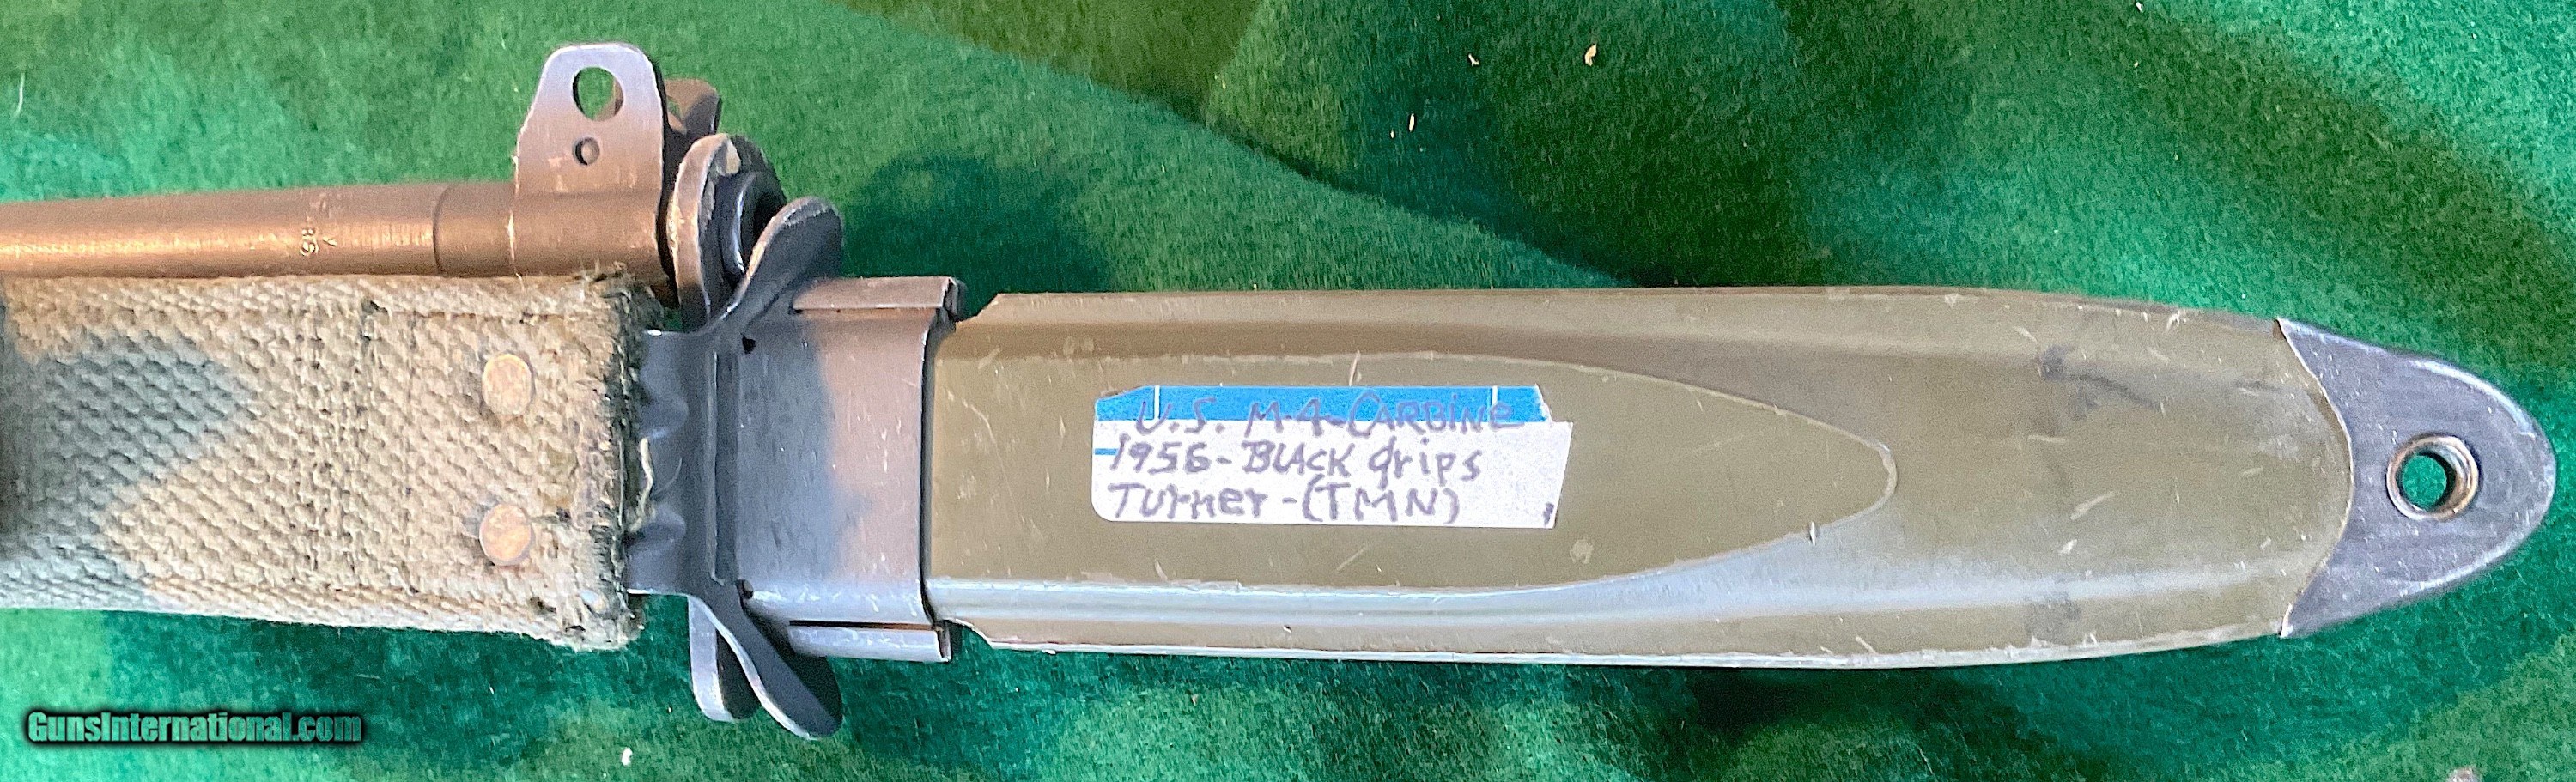 U.S. M-4-CARBiNe
1956-BLACK grips
Turner-(TMN)
GunsInternational.com